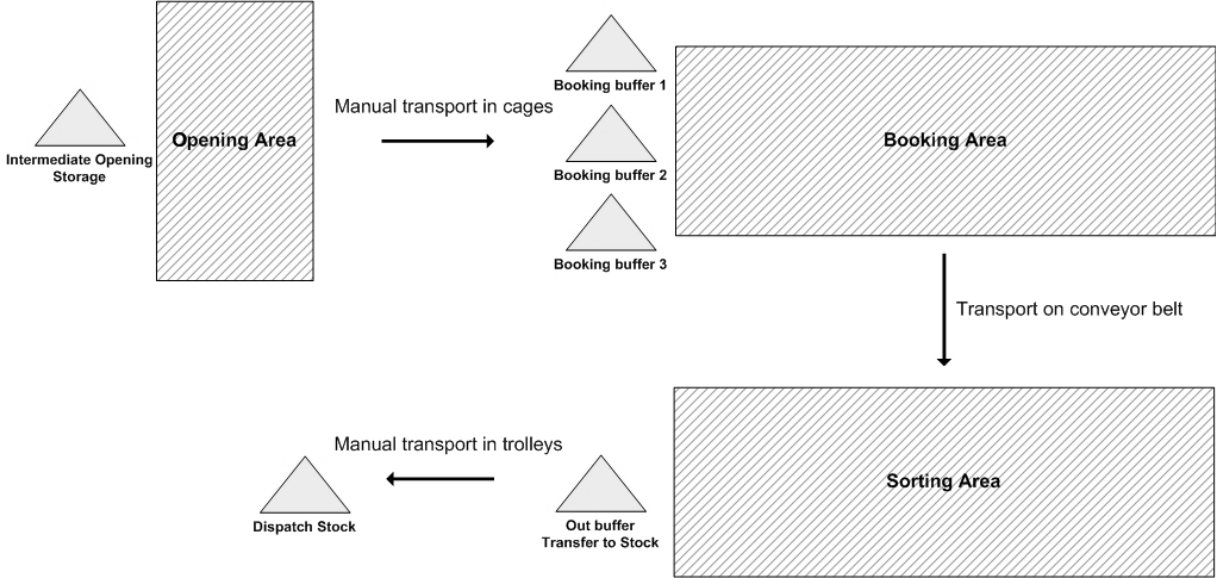 Booking buffer 1
Manual transport in cages
Opening Area
Booking Area
Intermediate Opening
Storage
Booking buffer 2
Booking buffer 3
Transport on conveyor belt
Manual transport in trolleys
Sorting Area
Dispatch Stock
Out buffer
Transfer to Stock